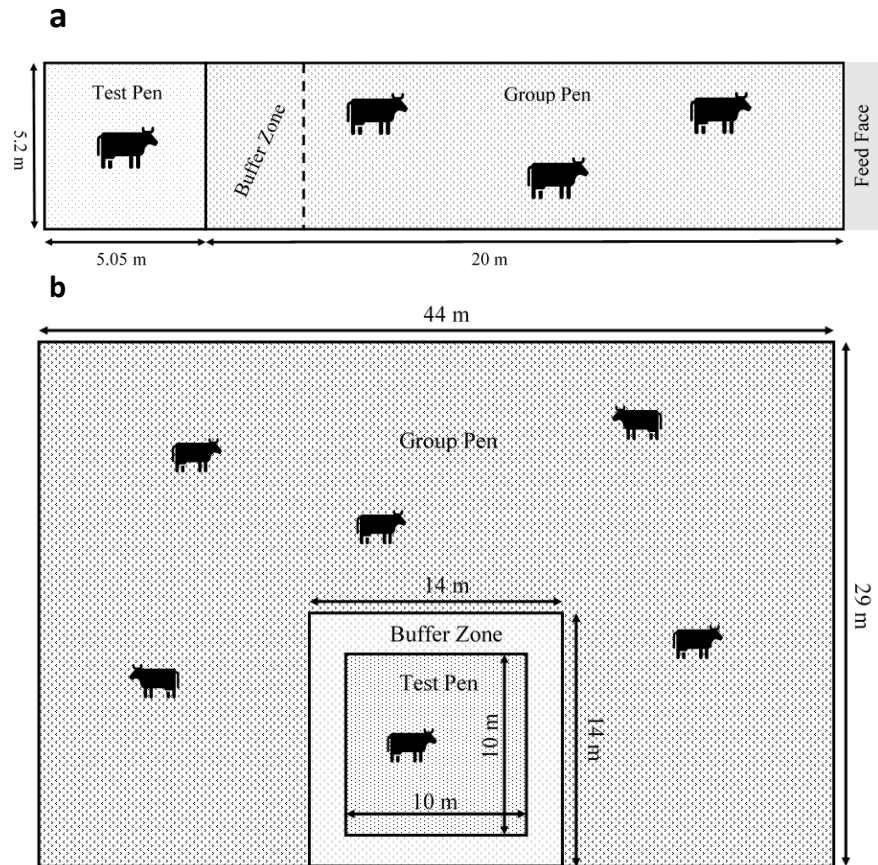 a
Test Pen
Buffer Zone
Group Pen
Feed Face
5.2 m
5.05 m
20 m
b
44 m
Group Pen
29 m
14 m
Buffer Zone
Test Pen
10 m
14 m
10 m